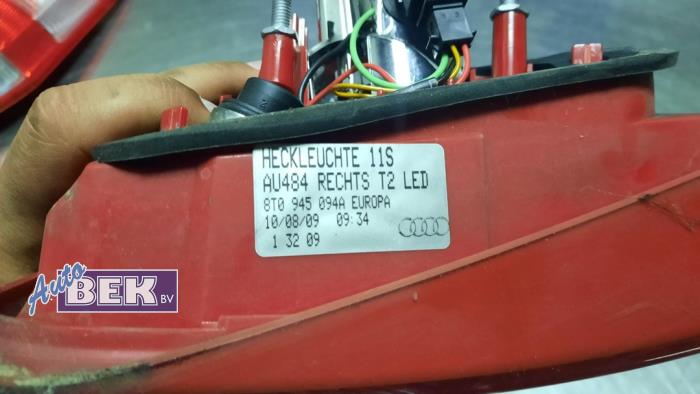 HECKLEUCHTE 11S
AU484 RECHTS T2 LED
8T0 945 094A EUROPA
10/08/09 09:34
1 32 09
Auto
BEK BV